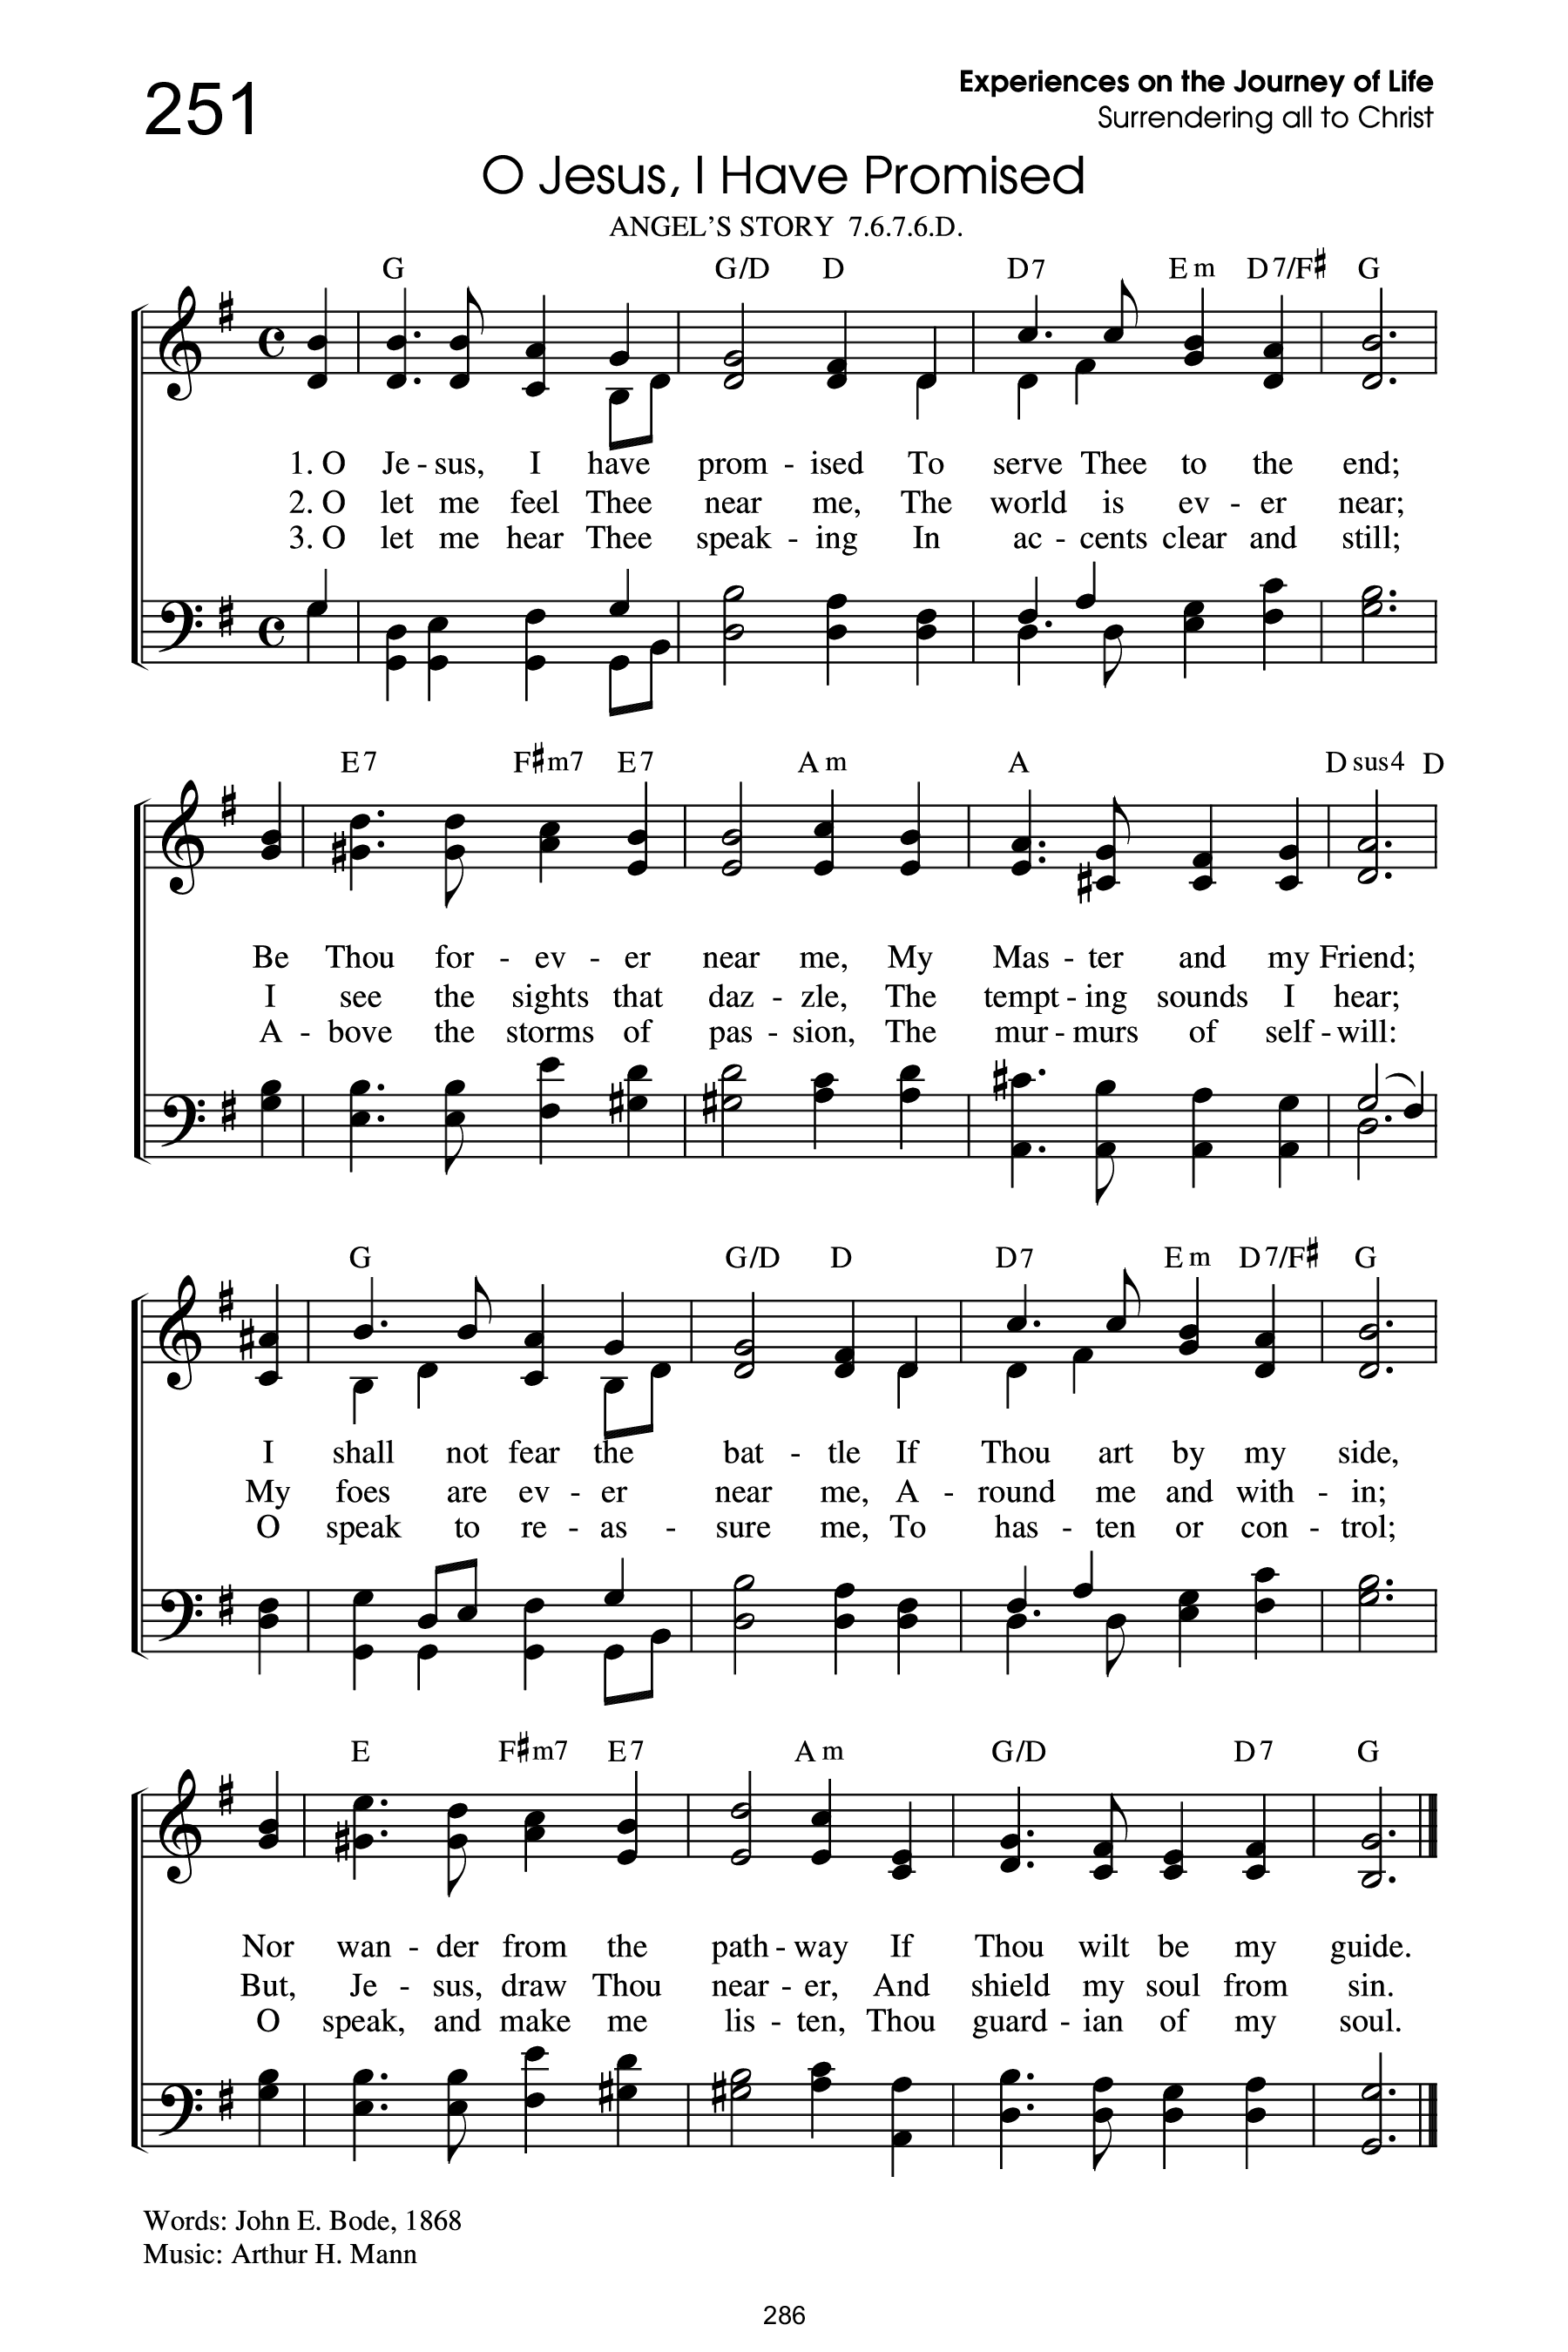 251
Experiences on the Journey of Life
Surrendering all to Christ
O Jesus, I Have Promised
ANGEL’S STORY 7.6.7.6.D.
G G/D D D7 Em D7/F♯ G
1. O Je - sus, I have prom - ised To serve Thee to the end;
2. O let me feel Thee near me, The world is ev - er near;
3. O let me hear Thee speak - ing In ac - cents clear and still;
E7 F♯m7 E7 Am A Dsus4 D
Be Thou for - ev - er near me, My Mas - ter and my Friend;
I see the sights that daz - zle, The tempt - ing sounds I hear;
A - bove the storms of pas - sion, The mur - murs of self - will:
G G/D D D7 Em D7/F♯ G
I shall not fear the bat - tle If Thou art by my side,
My foes are ev - er near me, A - round me and with - in;
O speak to re - as - sure me, To has - ten or con - trol;
E F♯m7 E7 Am G/D D7 G
Nor wan - der from the path - way If Thou wilt be my guide.
But, Je - sus, draw Thou near - er, And shield my soul from sin.
O speak, and make me lis - ten, Thou guard - ian of my soul.
Words: John E. Bode, 1868
Music: Arthur H. Mann
286